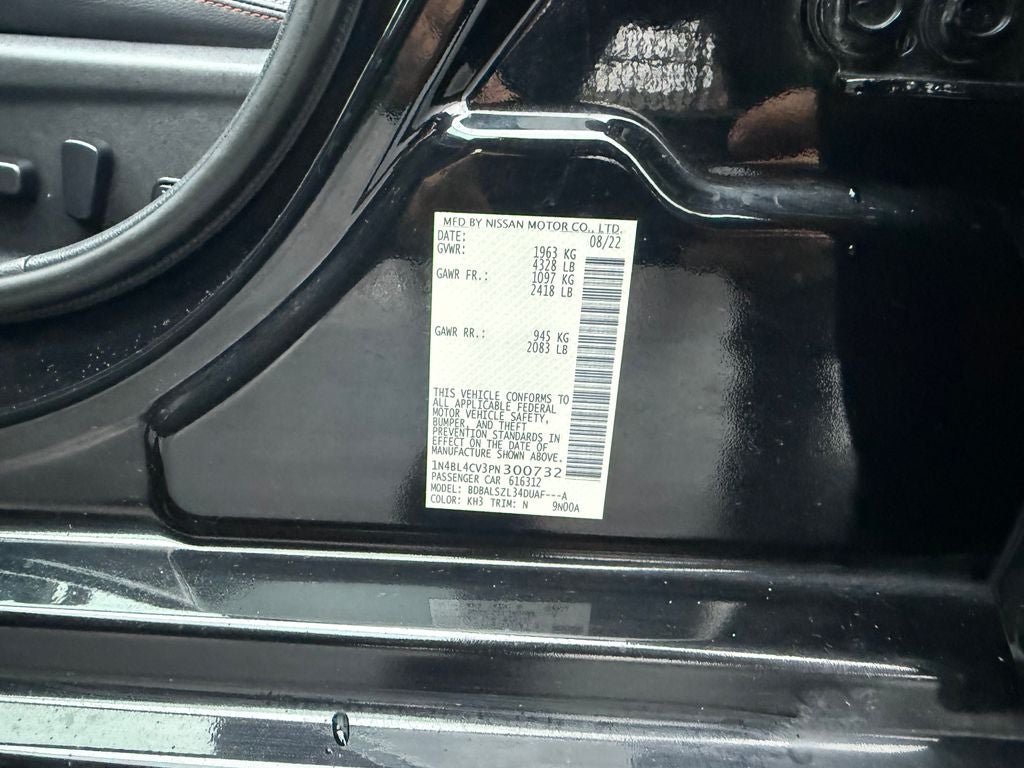 MFD BY NISSAN MOTOR CO., LTD.
DATE: 08/22
GVWR: 1963 KG
4328 LB
GAWR FR.: 1097 KG
2418 LB
GAWR RR.: 945 KG
2083 LB
THIS VEHICLE CONFORMS TO
ALL APPLICABLE FEDERAL
MOTOR VEHICLE SAFETY,
BUMPER, AND THEFT
PREVENTION STANDARDS IN
EFFECT ON THE DATE OF
MANUFACTURE SHOWN ABOVE.
1N4BL4CV3PN300732
PASSENGER CAR 616312
MODEL: BDBALSZL34DUAF---A
COLOR: KH3 TRIM: N 9N00A